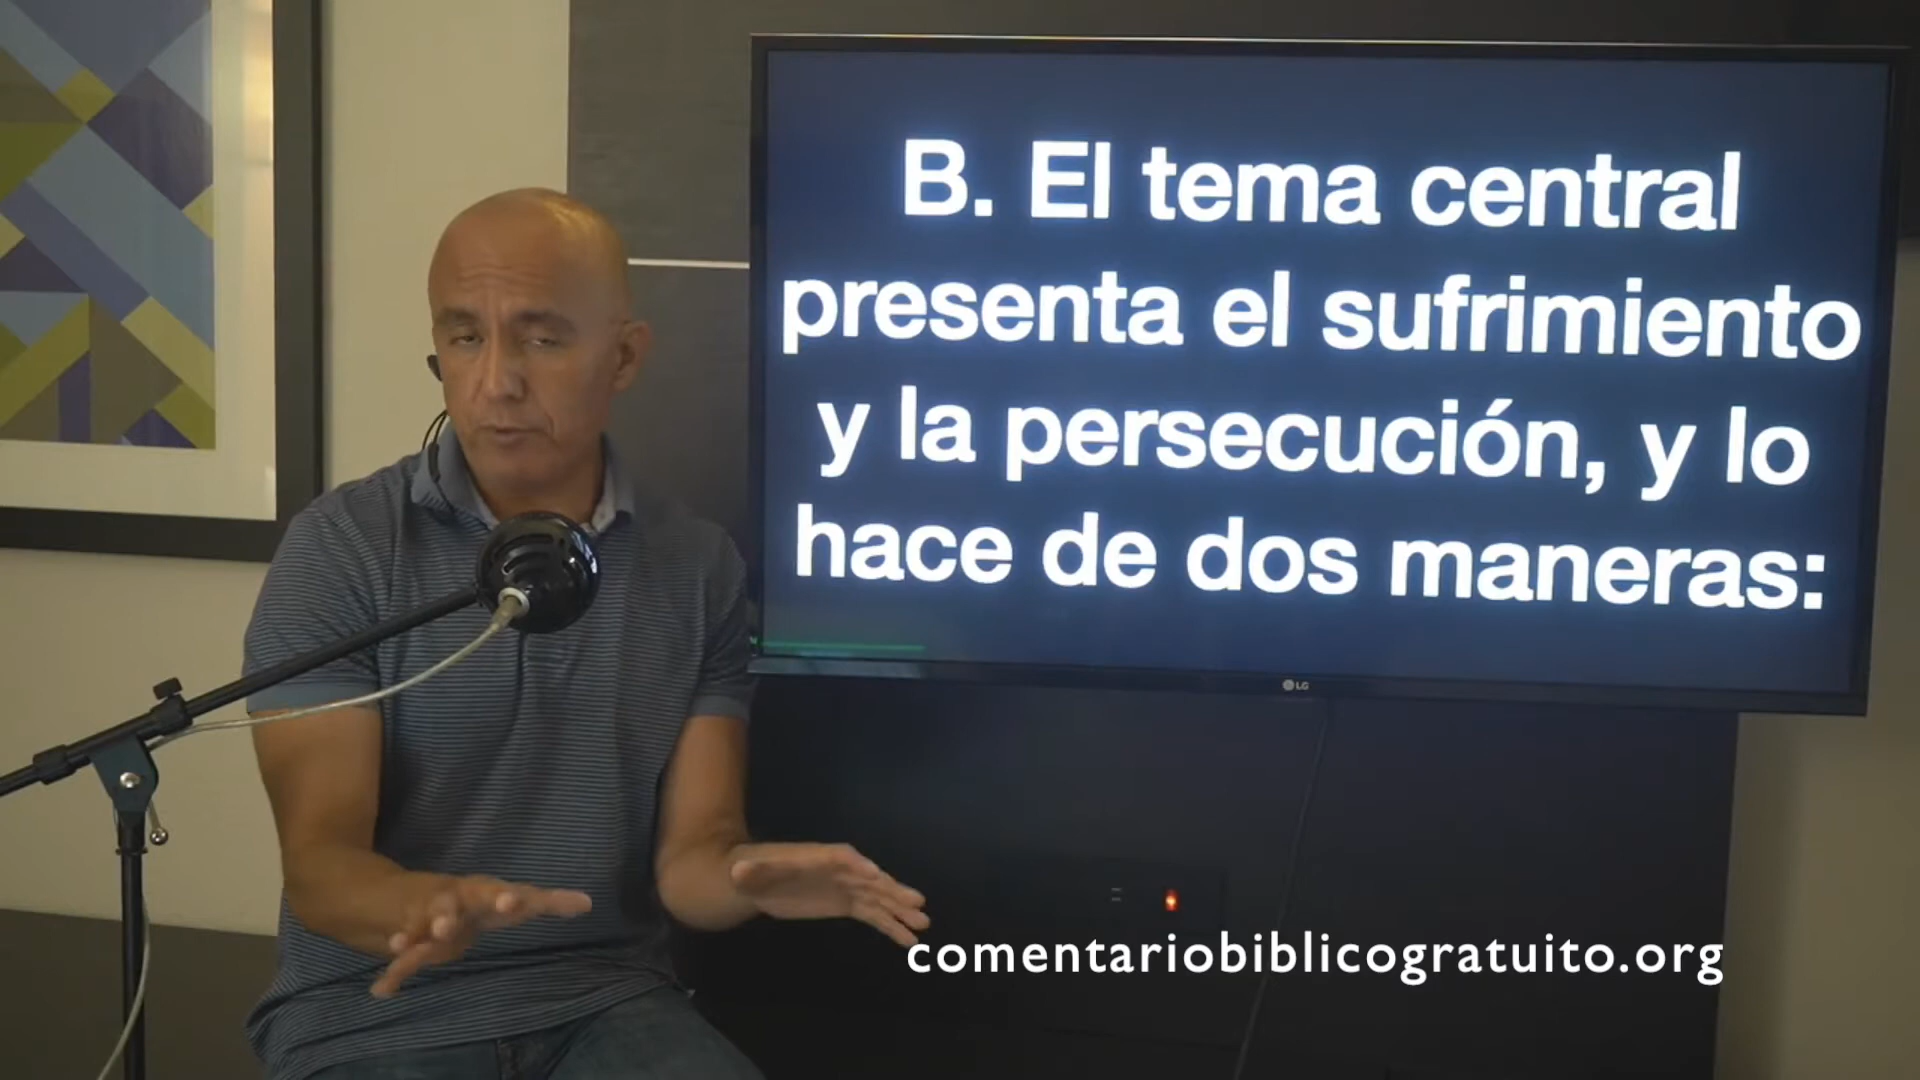 B. El tema central
presenta el sufrimiento
y la persecución, y lo
hace de dos maneras:
LG
comentariobiblicogratuito.org